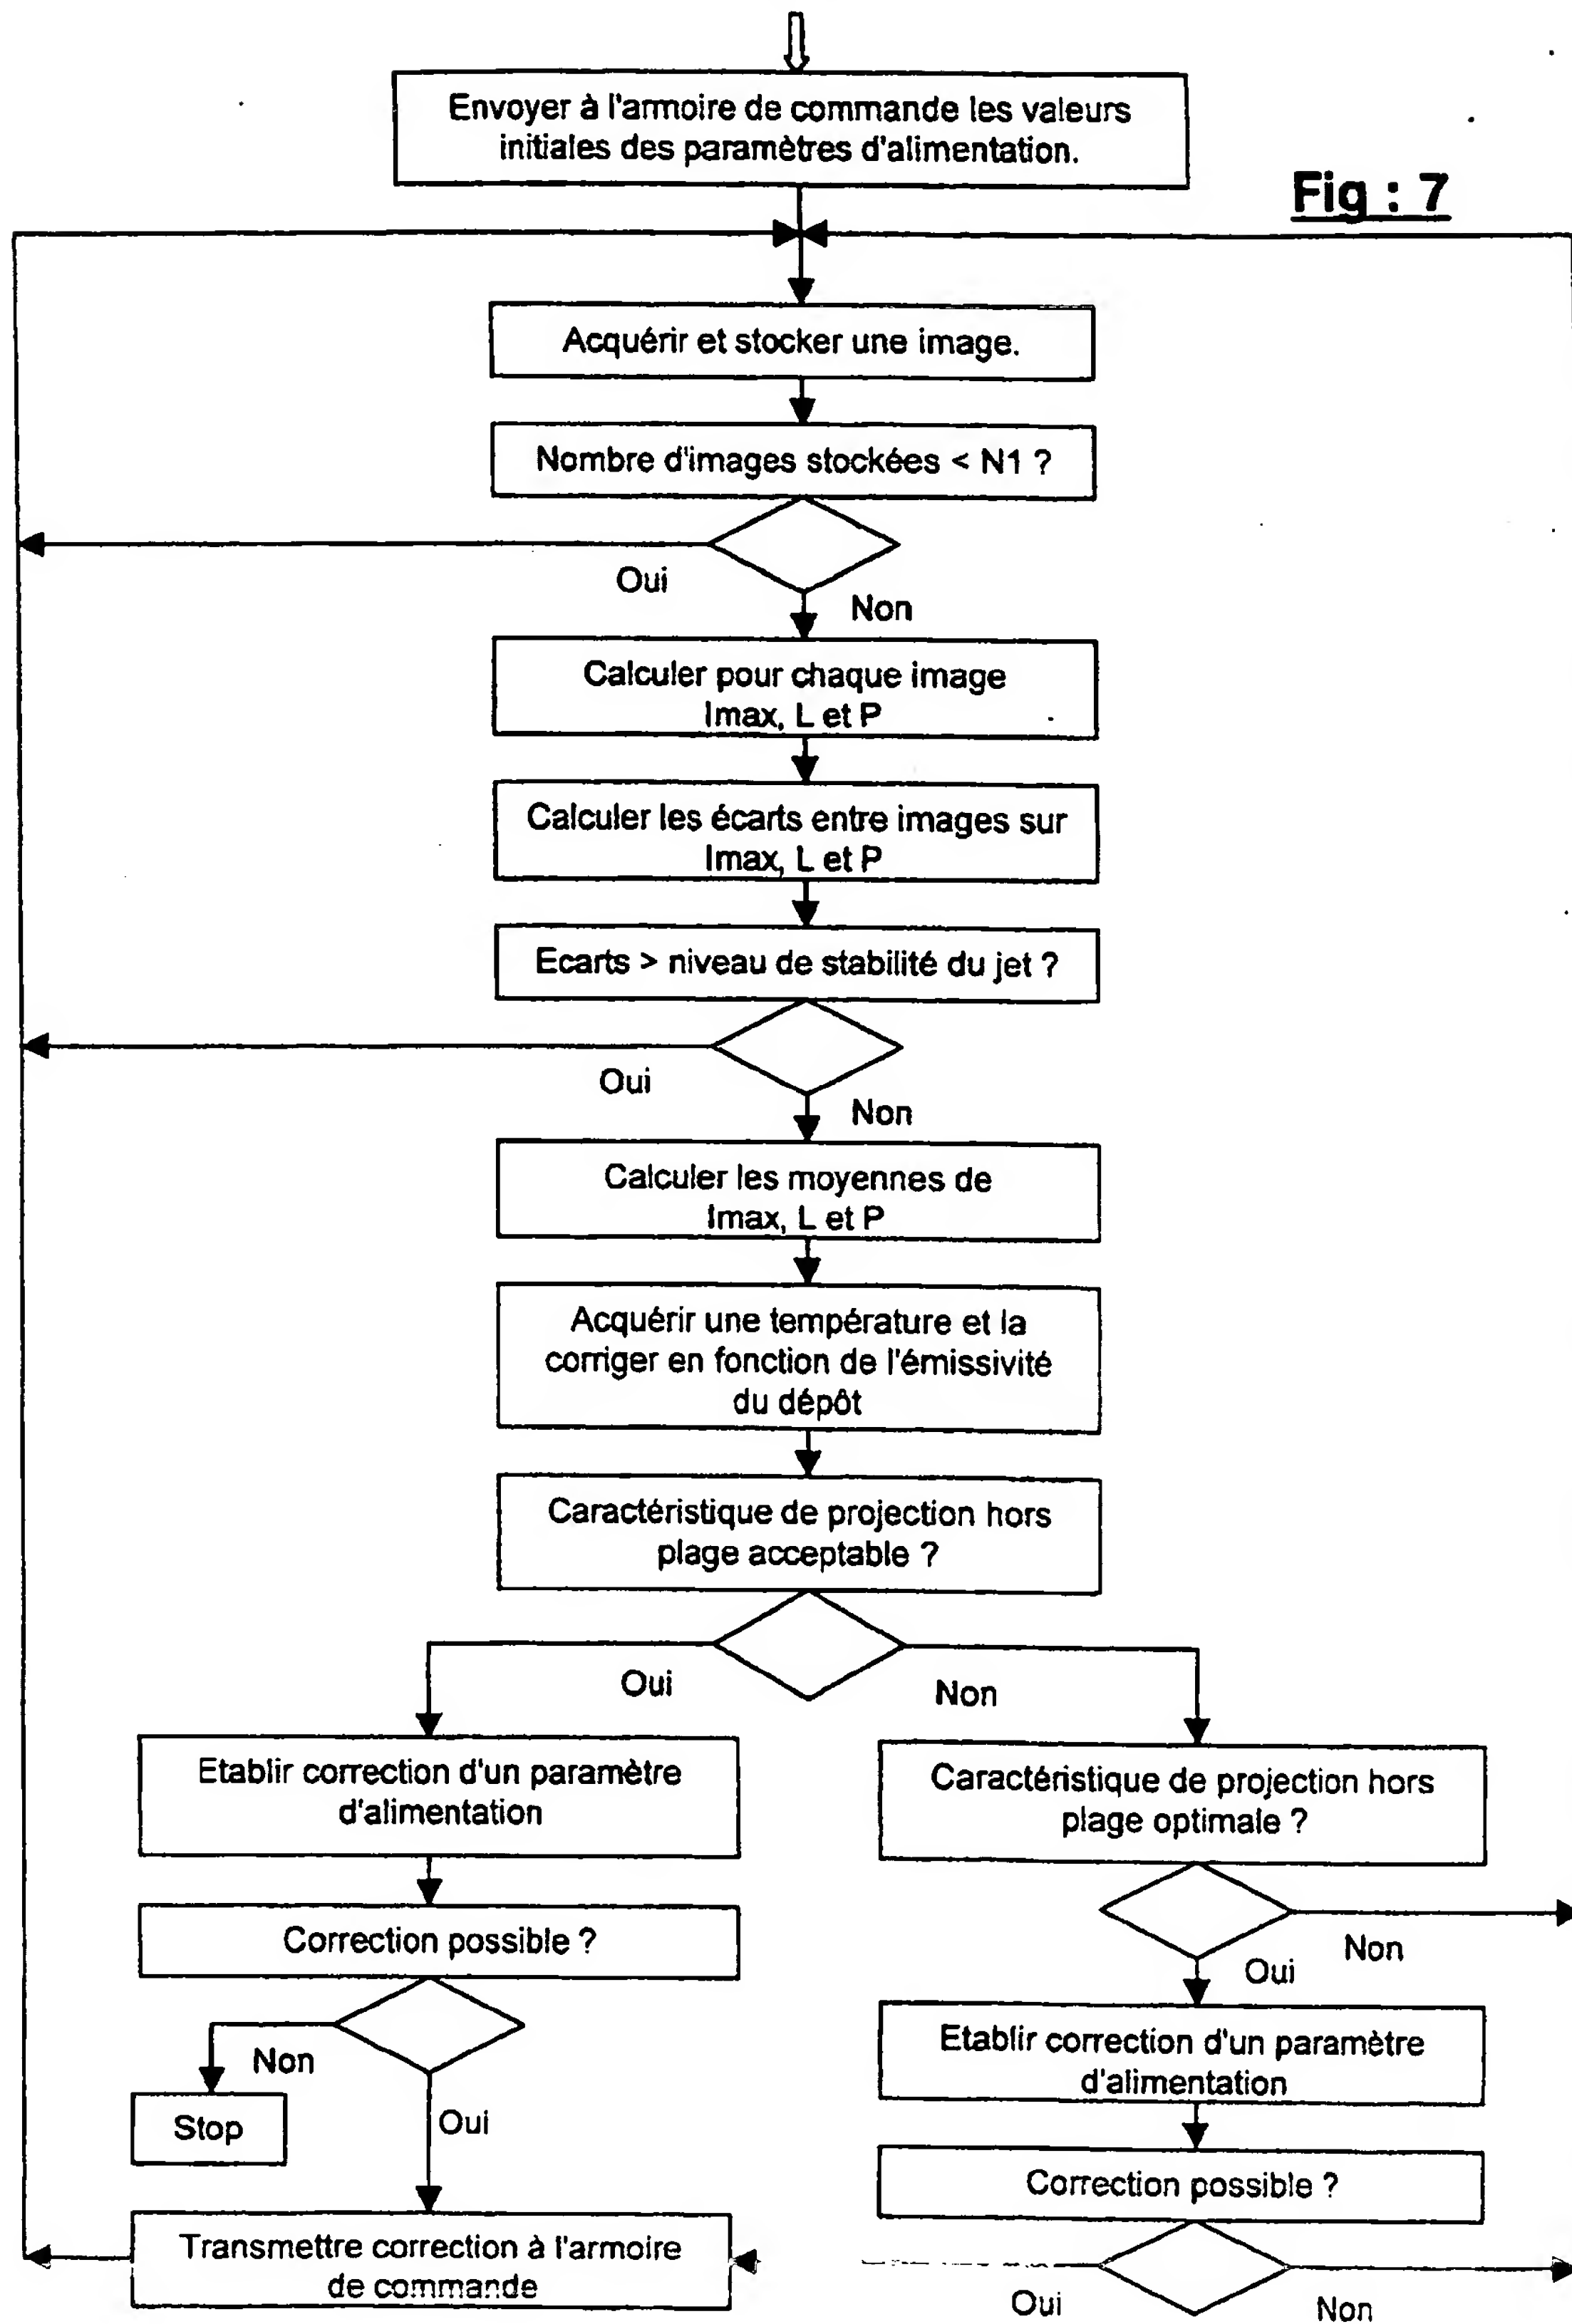 Envoyer à l'armoire de commande les valeurs
initiales des paramètres d'alimentation.
Fig : 7
Acquérir et stocker une image.
Nombre d'images stockées < N1 ?
Oui
Non
Calculer pour chaque image
Imax, L et P
Calculer les écarts entre images sur
Imax, L et P
Ecarts > niveau de stabilité du jet ?
Oui
Non
Calculer les moyennes de
Imax, L et P
Acquérir une température et la
corriger en fonction de l'émissivité
du dépôt
Caractéristique de projection hors
plage acceptable ?
Oui
Non
Etablir correction d'un paramètre
d'alimentation
Correction possible ?
Non
Stop
Oui
Transmettre correction à l'armoire
de commande
Caractéristique de projection hors
plage optimale ?
Non
Oui
Etablir correction d'un paramètre
d'alimentation
Correction possible ?
Oui
Non